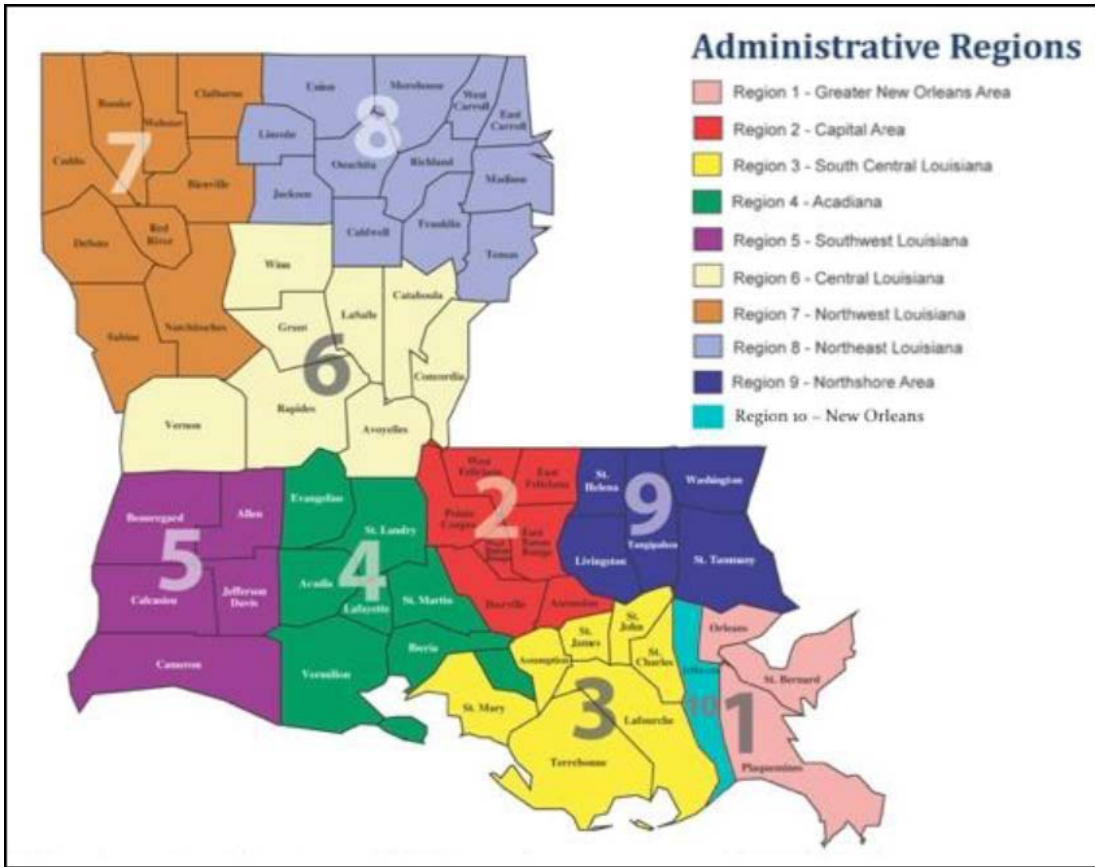 Administrative Regions
Region 1 - Greater New Orleans Area
Region 2 - Capital Area
Region 3 - South Central Louisiana
Region 4 - Acadiana
Region 5 - Southwest Louisiana
Region 6 - Central Louisiana
Region 7 - Northwest Louisiana
Region 8 - Northeast Louisiana
Region 9 - Northshore Area
Region 10 – New Orleans
Caddo
Bossier
Webster
Claiborne
7
Bienville
DeSoto
Red
River
Sabine
Natchitoches
Union
Morehouse
West
Carroll
East
Carroll
8
Lincoln
Ouachita
Richland
Madison
Jackson
Caldwell
Franklin
Tensas
Winn
Grant
LaSalle
Catahoula
6
Concordia
Vernon
Rapides
Avoyelles
Beauregard
Allen
5
Calcasieu
Jefferson
Davis
Cameron
Evangeline
St. Landry
4
Acadia
Lafayette
St. Martin
Iberia
Vermilion
West
Feliciana
East
Feliciana
2
Pointe
Coupee
West
Baton
Rouge
East
Baton
Rouge
Iberville
Ascension
St.
Helena
Washington
9
Tangipahoa
Livingston
St. Tammany
St.
James
St.
John
St.
Charles
Assumption
St. Mary
3
Lafourche
Terrebonne
Jefferson
10
Orleans
St. Bernard
1
Plaquemines